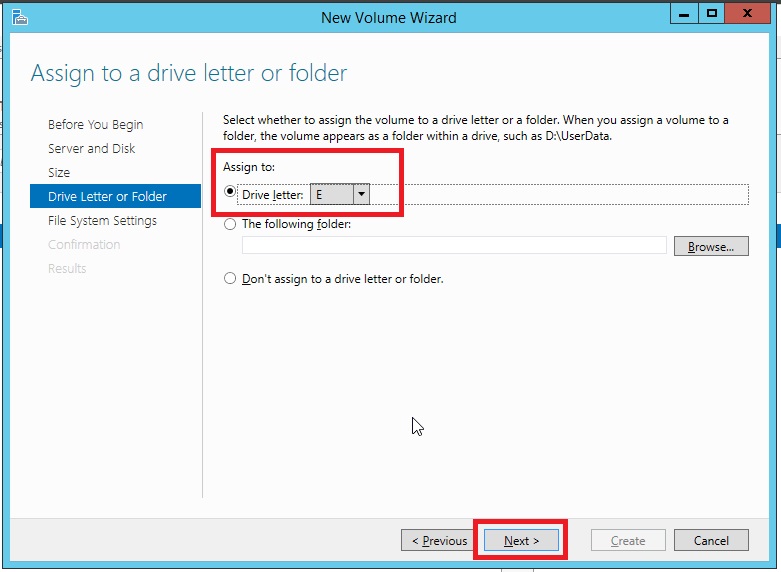 New Volume Wizard
Assign to a drive letter or folder
Before You Begin
Server and Disk
Size
Drive Letter or Folder
File System Settings
Confirmation
Results
Select whether to assign the volume to a drive letter or a folder. When you assign a volume to a
folder, the volume appears as a folder within a drive, such as D:\UserData.
Assign to:
Drive letter: E
The following folder:
Browse...
Don't assign to a drive letter or folder.
< Previous Next > Create Cancel